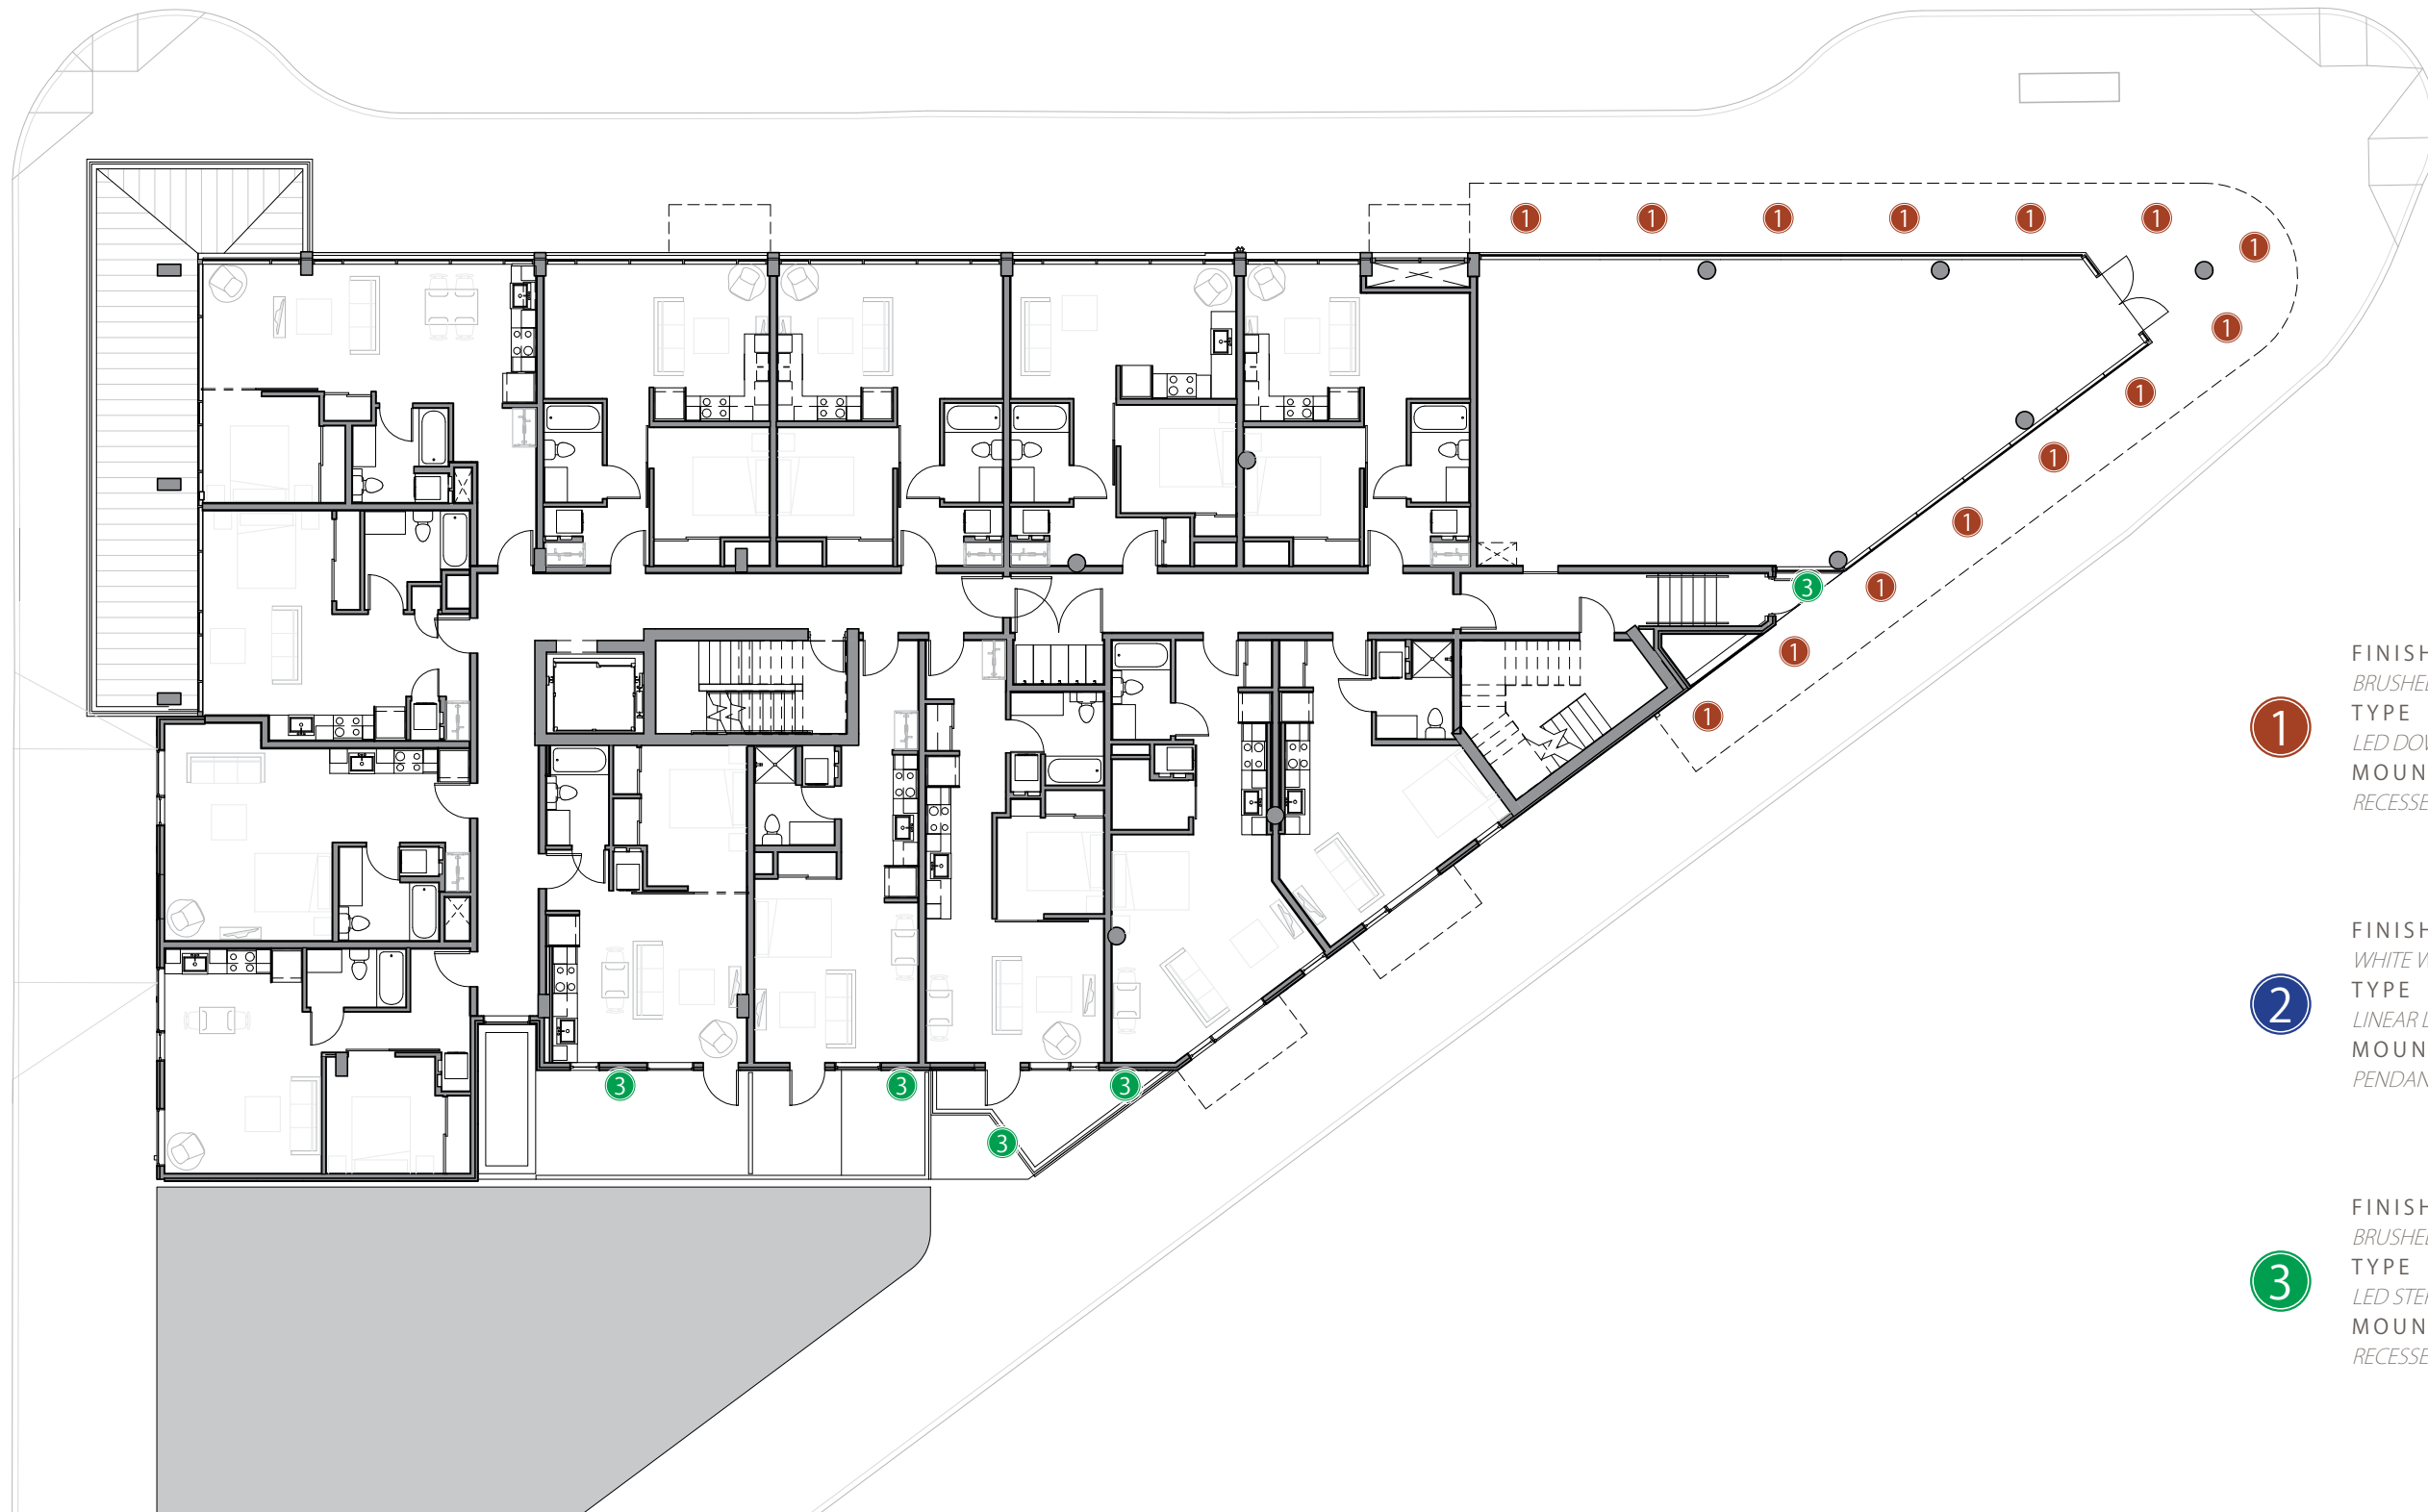 1 1 1 1 1 1
1
1
1
1
1
3 1
1
1
3 3 3
3
1
FINISH
BRUSHE
TYPE
LED DOW
MOUN
RECESSE
2
FINISH
WHITE W
TYPE
LINEAR L
MOUN
PENDAN
3
FINISH
BRUSHE
TYPE
LED STE
MOUN
RECESSE